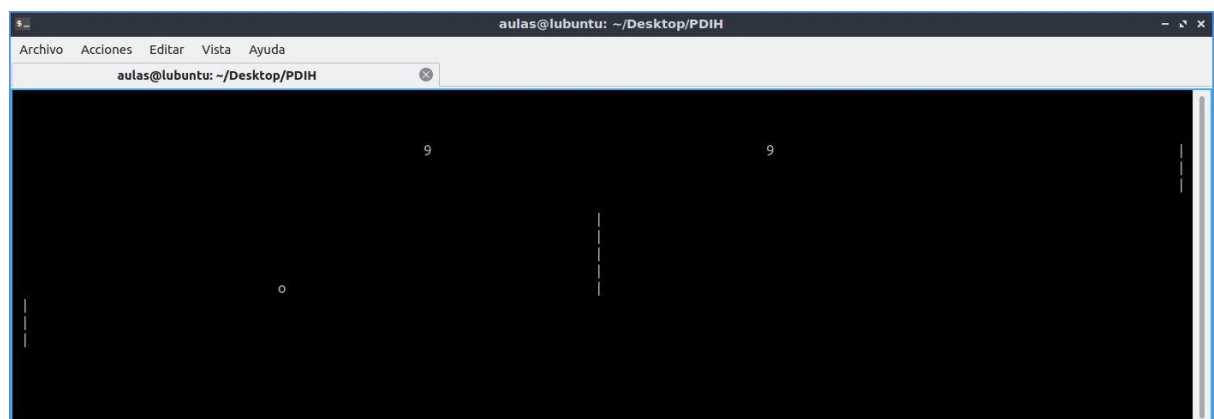 aulas@lubuntu: ~/Desktop/PDIH
Archivo Acciones Editar Vista Ayuda
aulas@lubuntu: ~/Desktop/PDIH
9 9 |
|
|
|
|
|
|
o |
|
|
|